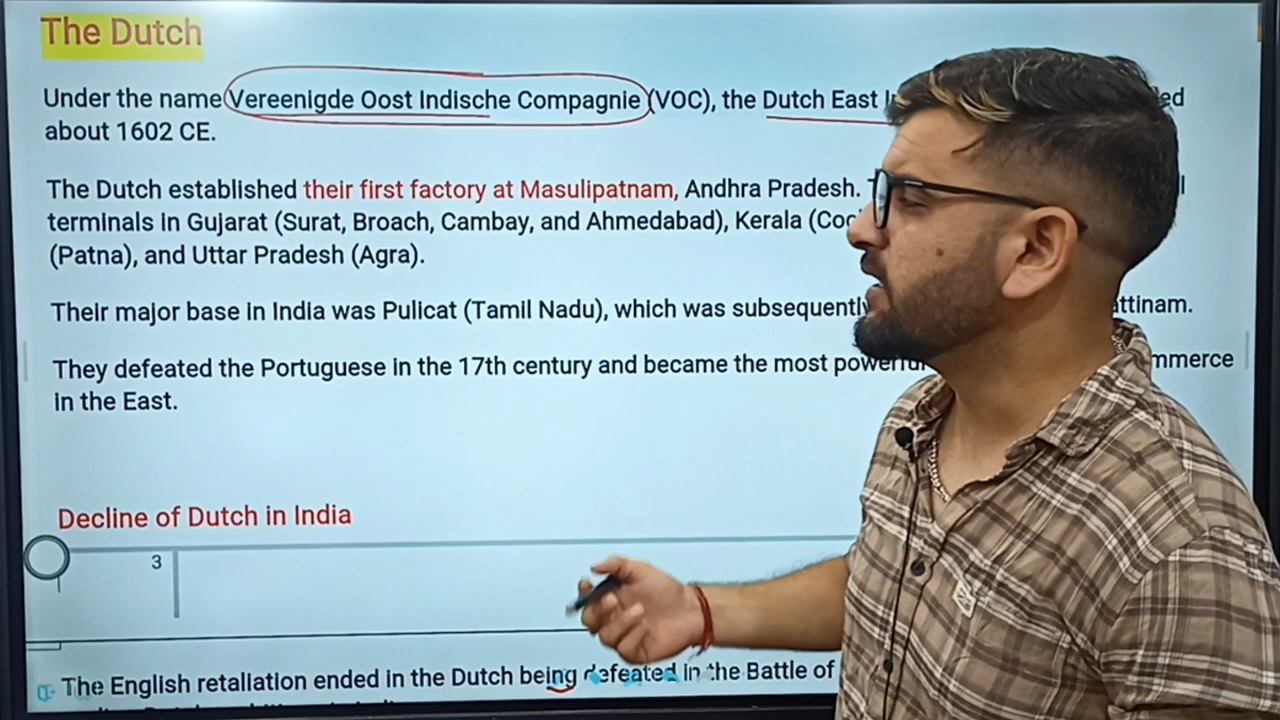 The Dutch
Under the name Vereenigde Oost Indische Compagnie (VOC), the Dutch East
about 1602 CE.
The Dutch established their first factory at Masulipatnam, Andhra Pradesh.
terminals in Gujarat (Surat, Broach, Cambay, and Ahmedabad), Kerala
(Patna), and Uttar Pradesh (Agra).
Their major base in India was Pulicat (Tamil Nadu), which was subsequently
They defeated the Portuguese in the 17th century and became the most
in the East.
Decline of Dutch in India
3
The English retaliation ended in the Dutch being defeated in the Battle of